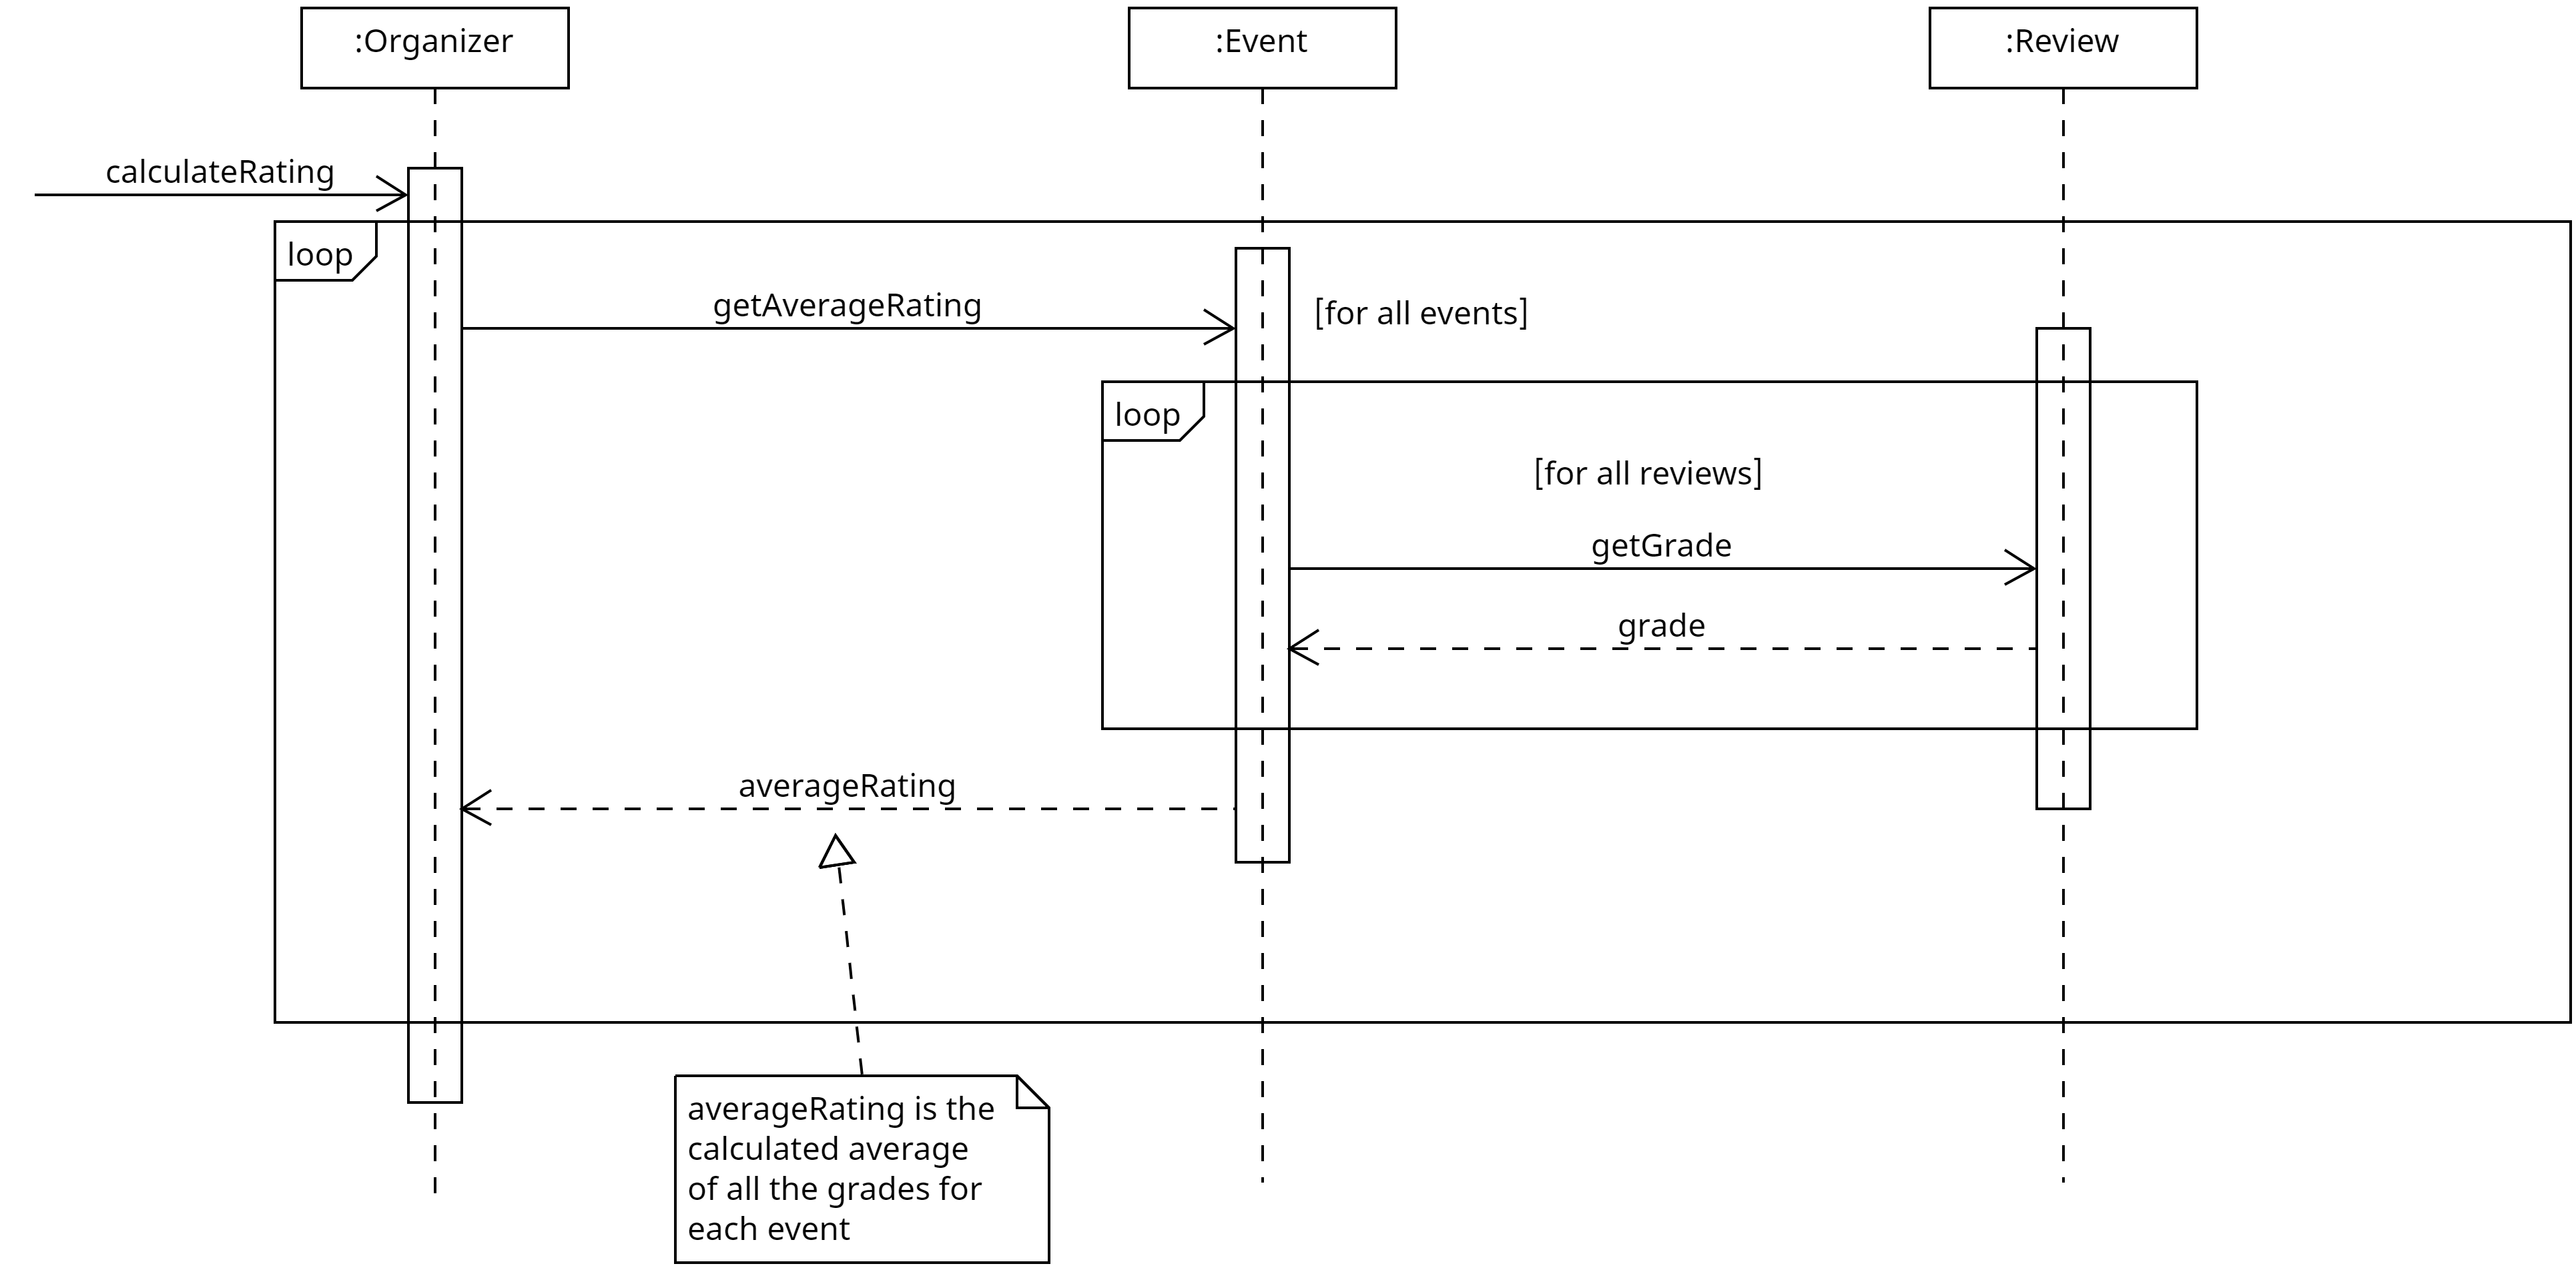 :Organizer
:Event
:Review
calculateRating
loop
getAverageRating
[for all events]
loop
[for all reviews]
getGrade
grade
averageRating
averageRating is the
calculated average
of all the grades for
each event